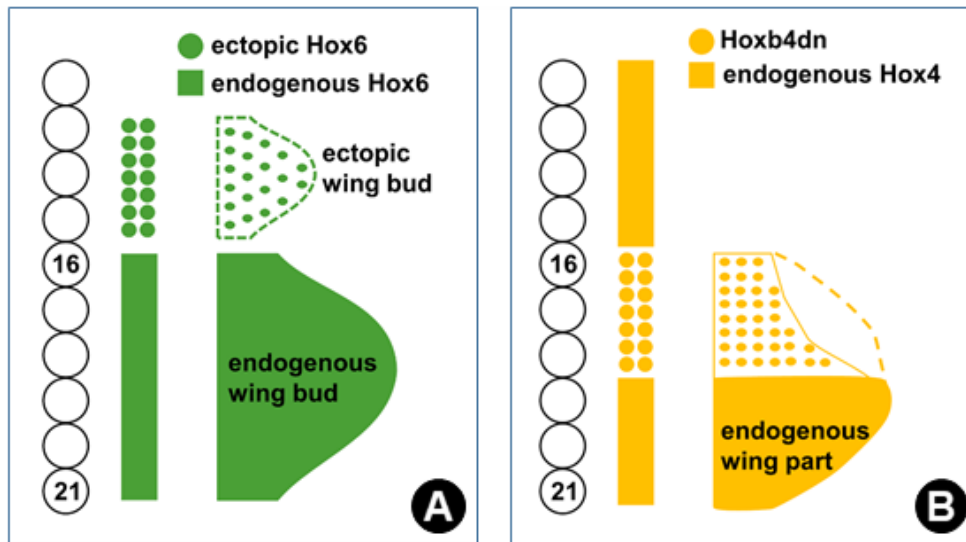 ectopic Hox6
endogenous Hox6
ectopic
wing bud
16
endogenous
wing bud
21
A
Hoxb4dn
endogenous Hox4
16
endogenous
wing part
21
B